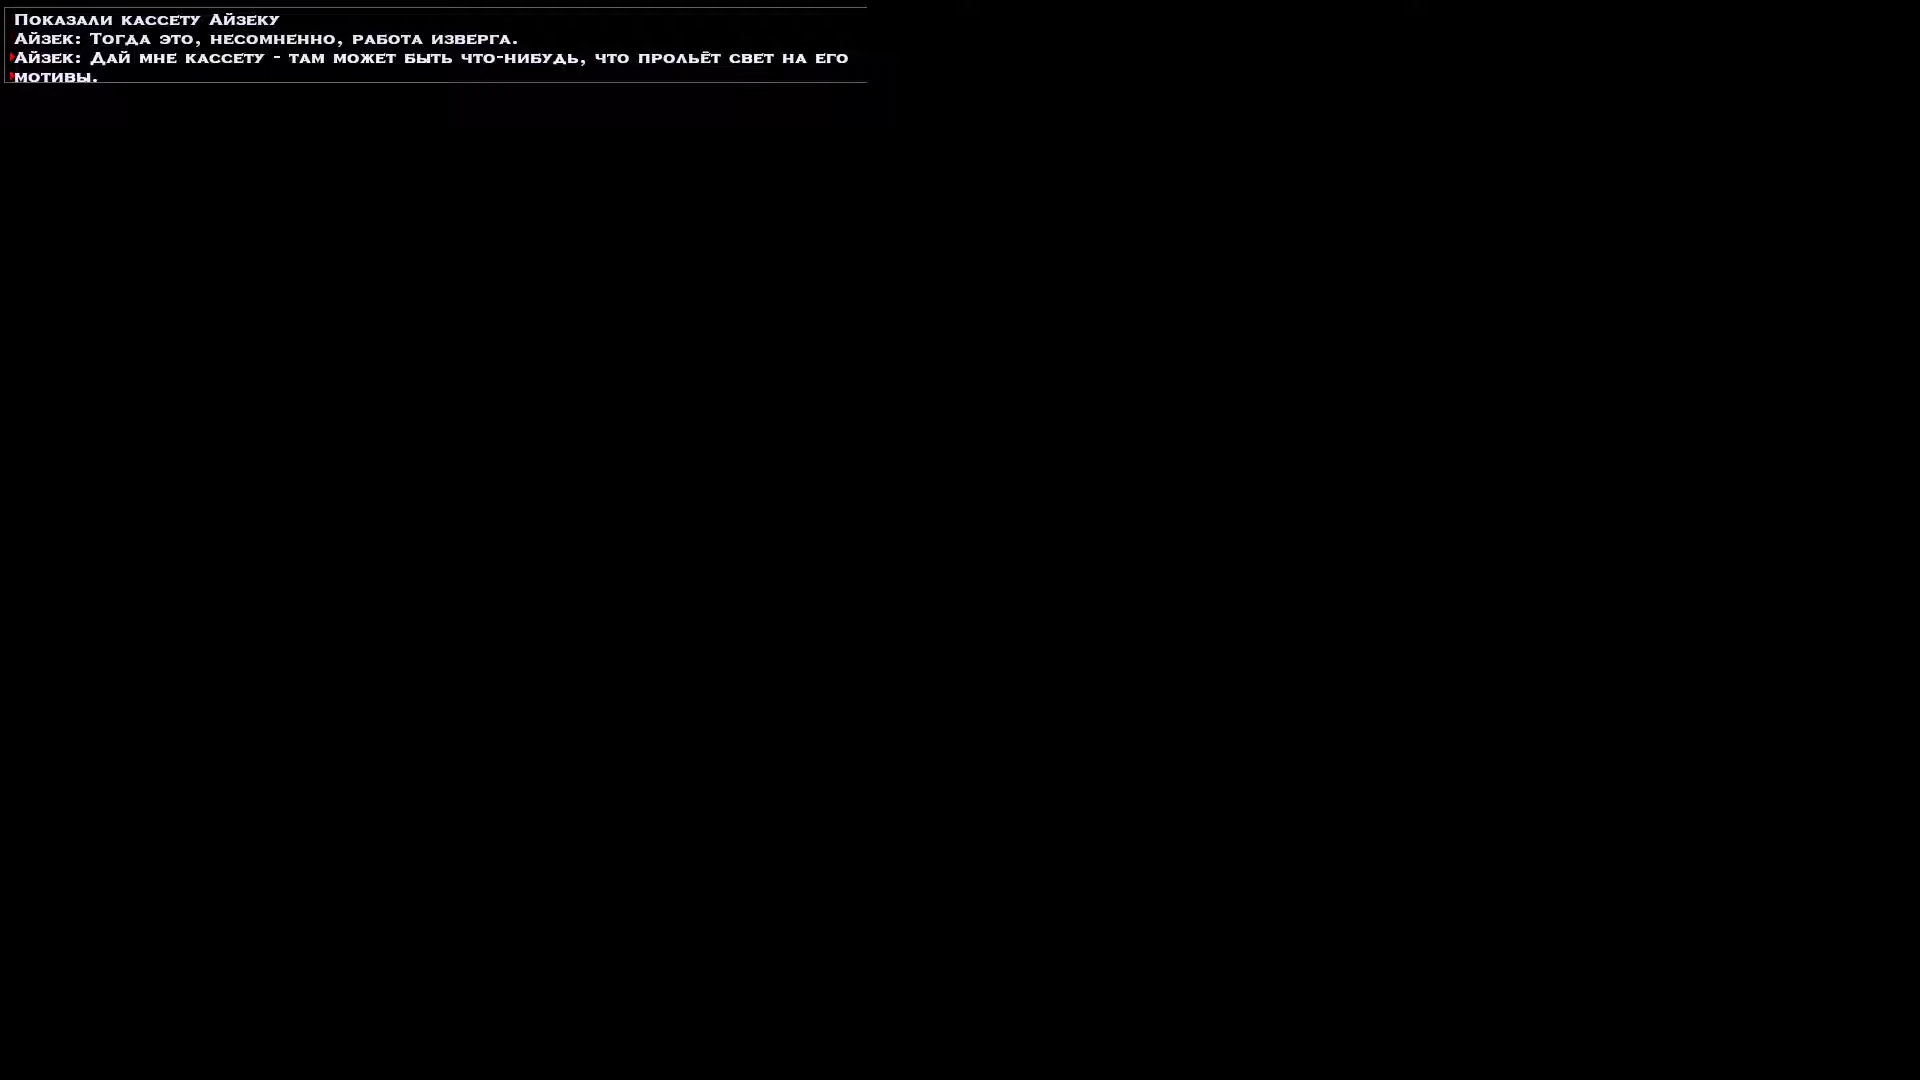 Показали кассету Айзеку
Айзек: Тогда это, несомненно, работа изверга.
Айзек: Дай мне кассету - там может быть что-нибудь, что прольёт свет на его
мотивы.